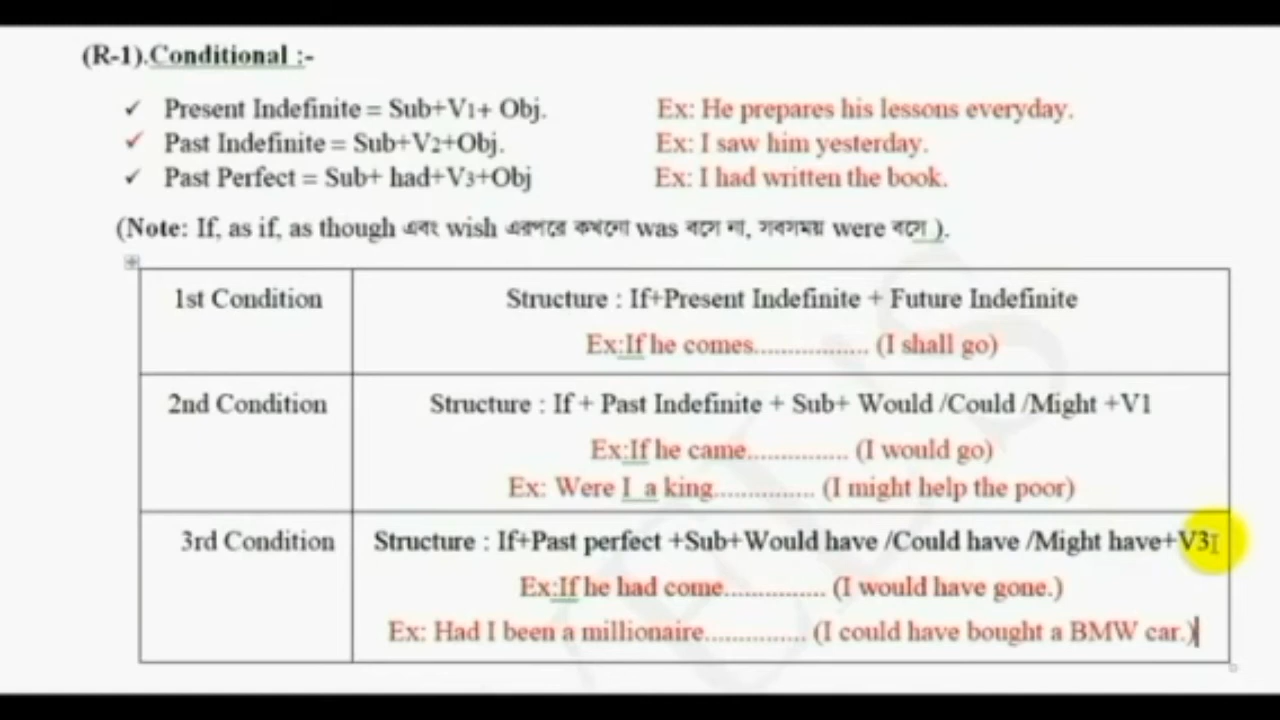 (R-1).Conditional :-
✓ Present Indefinite = Sub+V1+ Obj. Ex: He prepares his lessons everyday.
✓ Past Indefinite = Sub+V2+Obj. Ex: I saw him yesterday.
✓ Past Perfect = Sub+ had+V3+Obj Ex: I had written the book.
(Note: If, as if, as though এবং wish এরপরে কখনো was বসে না, সবসময় were বসে ).
1st Condition
Structure : If+Present Indefinite + Future Indefinite
Ex:If he comes................. (I shall go)
2nd Condition
Structure : If + Past Indefinite + Sub+ Would /Could /Might +V1
Ex:If he came............... (I would go)
Ex: Were I a king............... (I might help the poor)
3rd Condition
Structure : If+Past perfect +Sub+Would have /Could have /Might have+V3
Ex:If he had come............... (I would have gone.)
Ex: Had I been a millionaire............... (I could have bought a BMW car.)